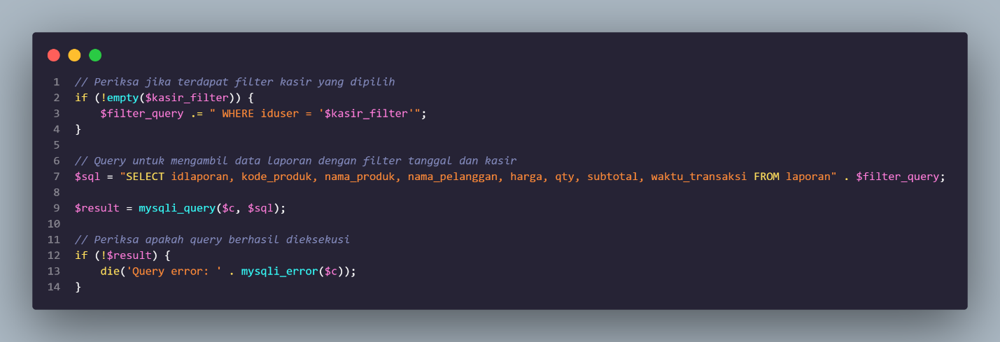 1 // Periksa jika terdapat filter kasir yang dipilih
2 if (!empty($kasir_filter)) {
3     $filter_query .= " WHERE iduser = '$kasir_filter'";
4 }
5
6 // Query untuk mengambil data laporan dengan filter tanggal dan kasir
7 $sql = "SELECT idlaporan, kode_produk, nama_produk, nama_pelanggan, harga, qty, subtotal, waktu_transaksi FROM laporan" . $filter_query;
8
9 $result = mysqli_query($c, $sql);
10
11 // Periksa apakah query berhasil dieksekusi
12 if (!$result) {
13     die('Query error: ' . mysqli_error($c));
14 }